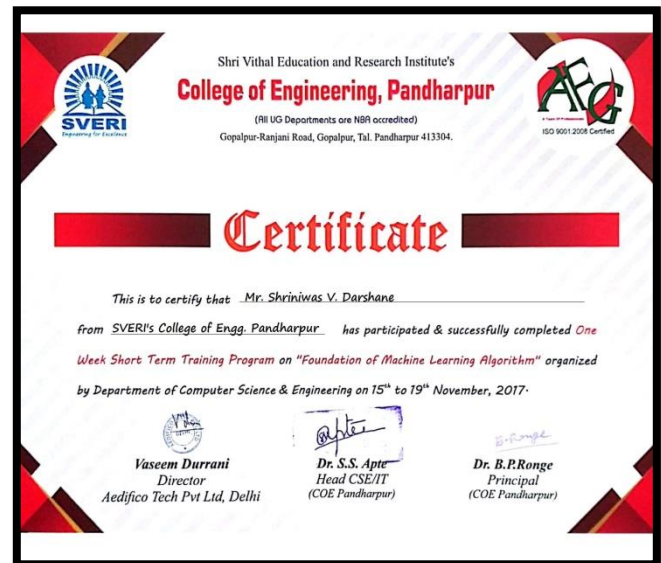 Shri Vithal Education and Research Institute's
College of Engineering, Pandharpur
(All UG Departments are NBA accredited)
Gopalpur-Ranjani Road, Gopalpur, Tal. Pandharpur 413304.
SVERI
Engineering for Excellence
AFG
A Team Of Professionals
ISO 9001:2008 Certified
Certificate
This is to certify that Mr. Shriniwas V. Darshane
from SVERI's College of Engg. Pandharpur has participated & successfully completed One
Week Short Term Training Program on "Foundation of Machine Learning Algorithm" organized
by Department of Computer Science & Engineering on 15th to 19th November, 2017.
Vaseem Durrani
Director
Aedifico Tech Pvt Ltd, Delhi
Dr. S.S. Apte
Head CSE/IT
(COE Pandharpur)
Dr. B.P.Ronge
Principal
(COE Pandharpur)